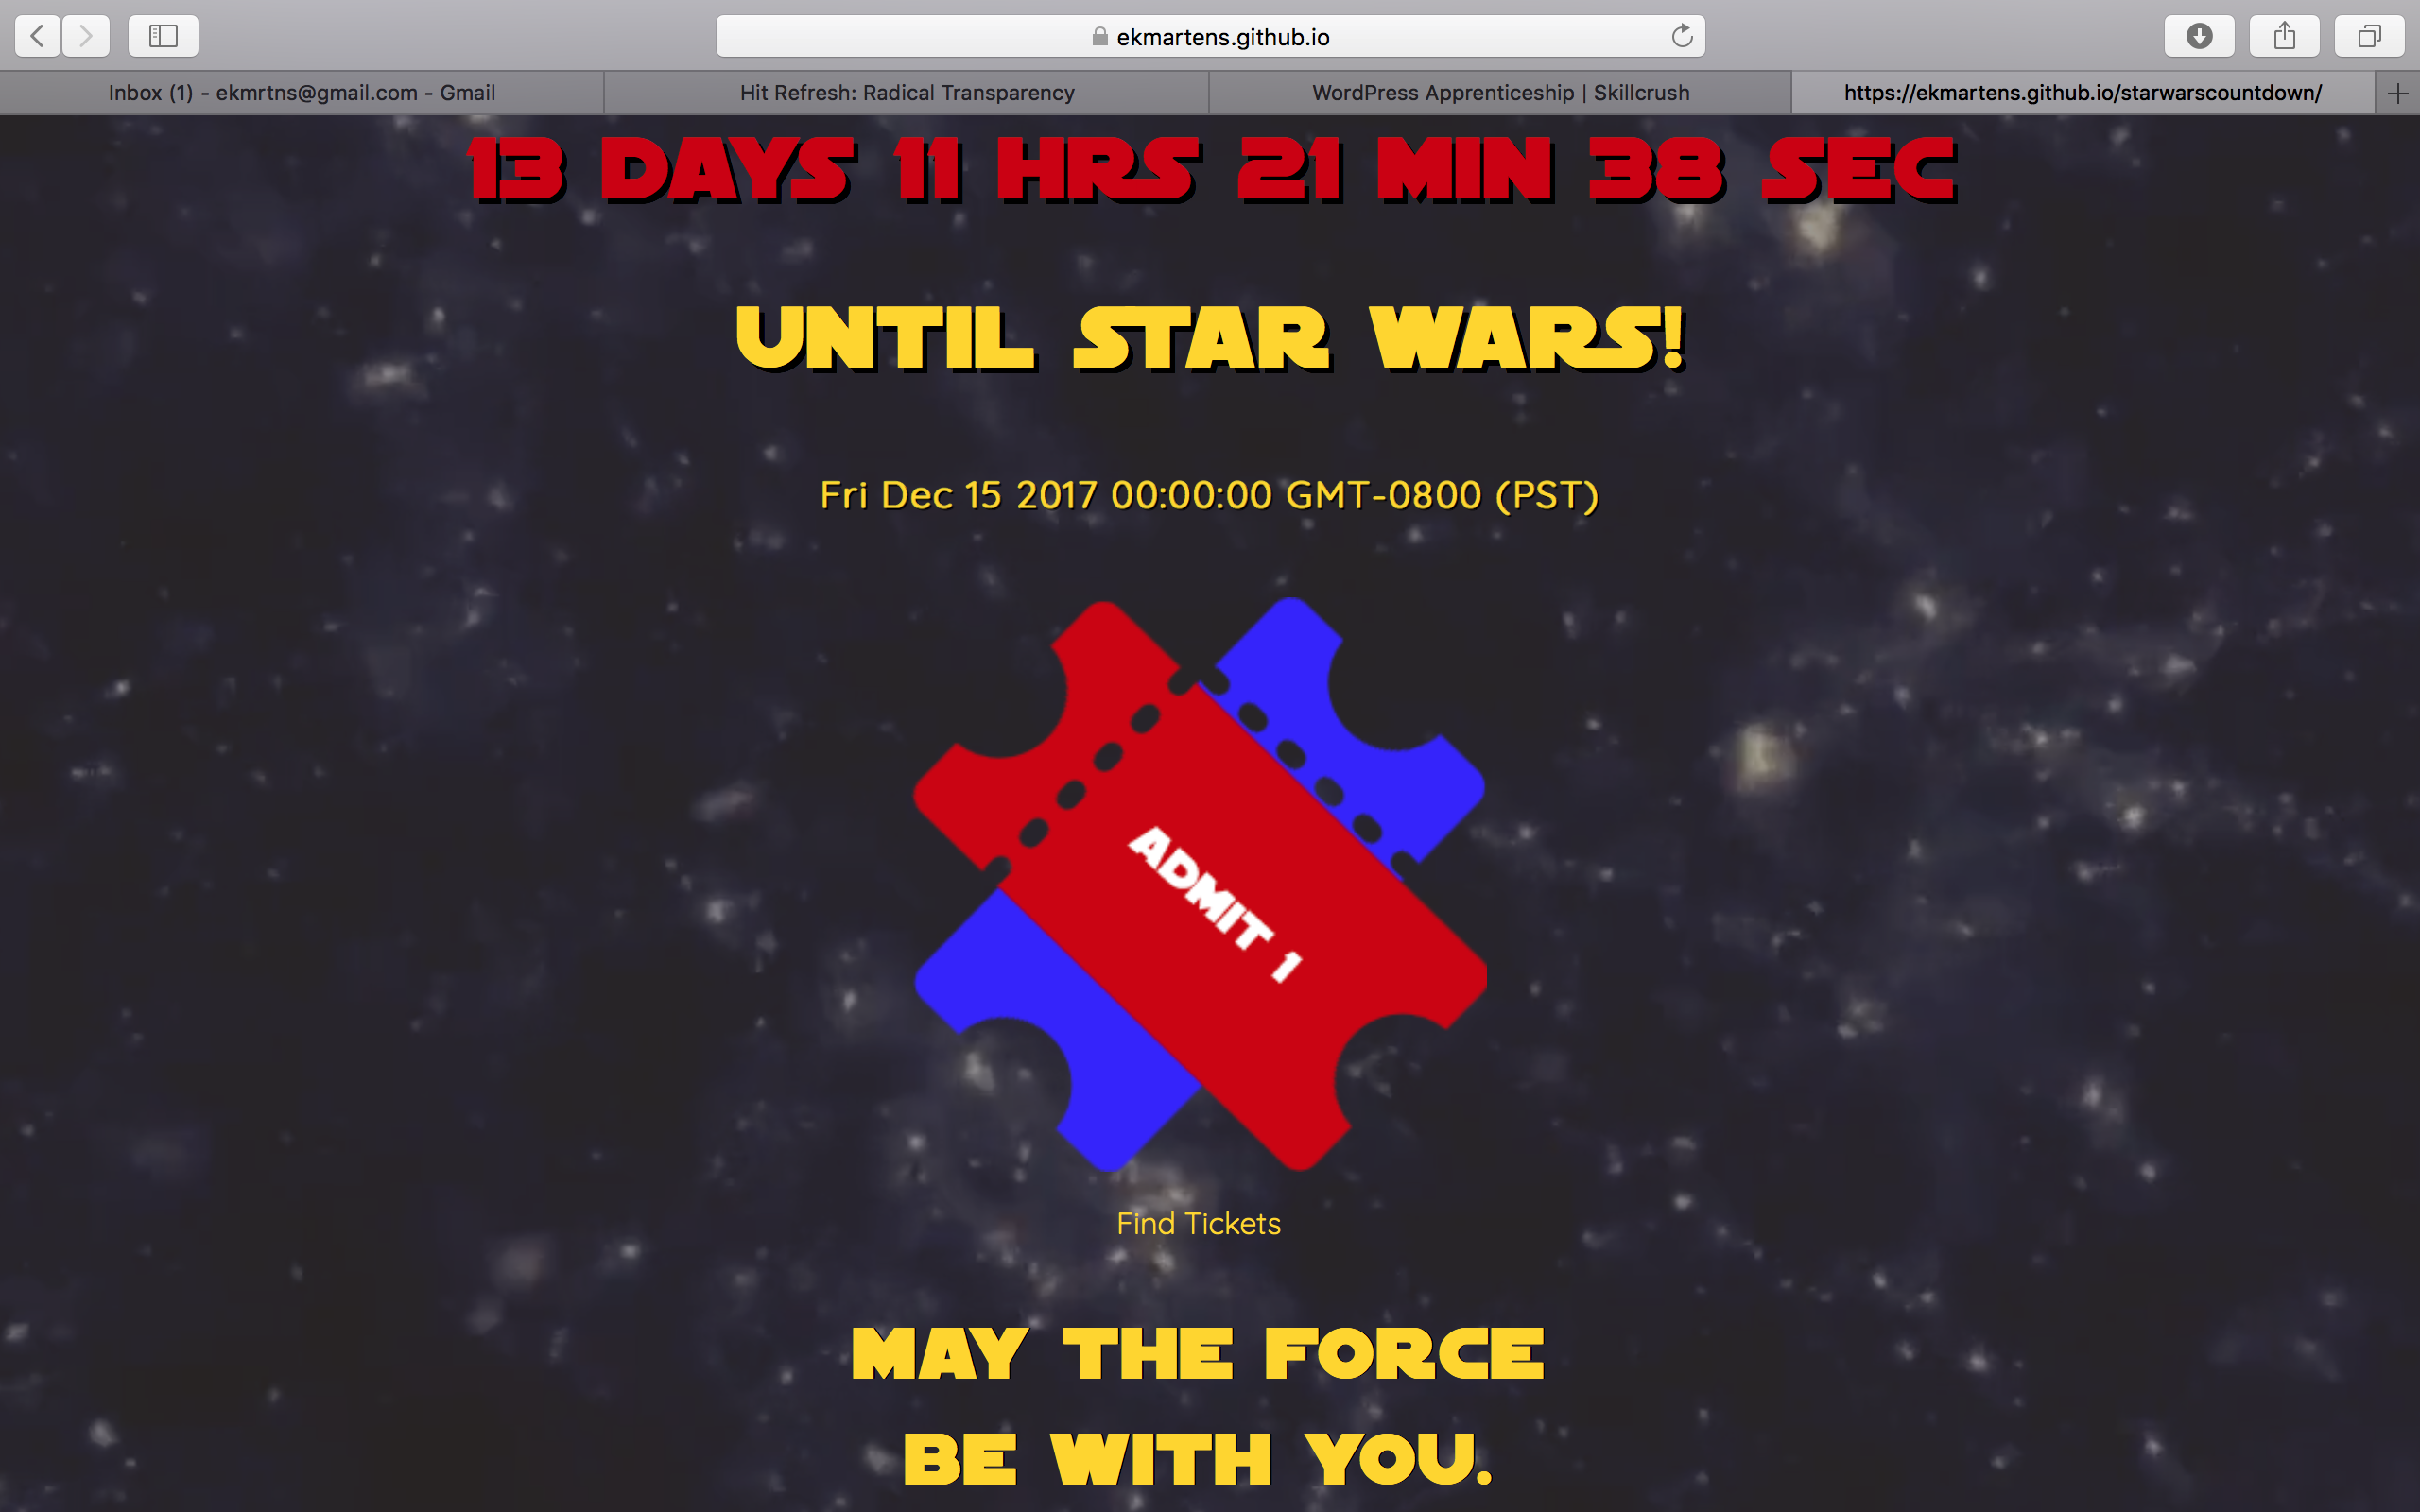 ekmartens.github.io
Inbox (1) - ekmrtns@gmail.com - Gmail
Hit Refresh: Radical Transparency
WordPress Apprenticeship | Skillcrush
https://ekmartens.github.io/starwarscountdown/
13 DAYS 11 HRS 21 MIN 38 SEC
UNTIL STAR WARS!
Fri Dec 15 2017 00:00:00 GMT-0800 (PST)
ADMIT 1
Find Tickets
MAY THE FORCE
BE WITH YOU.